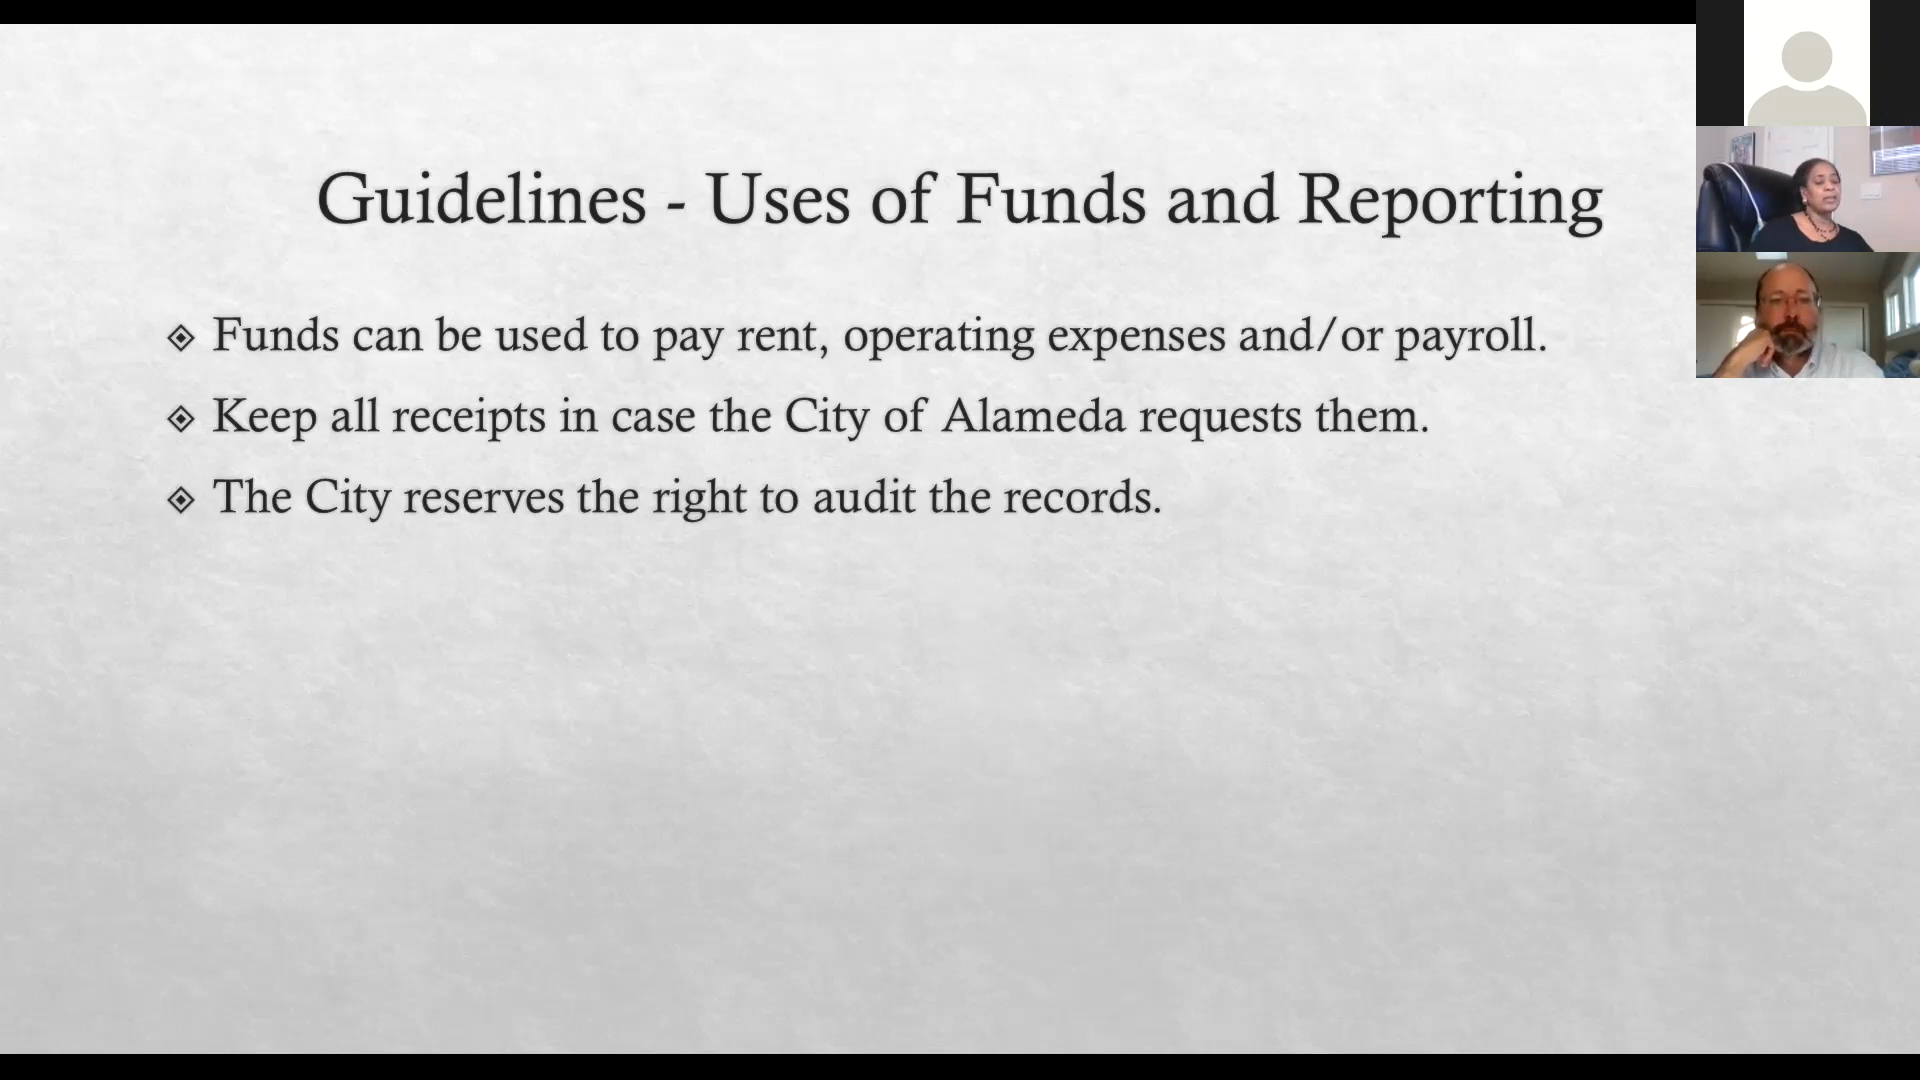 Guidelines - Uses of Funds and Reporting
Funds can be used to pay rent, operating expenses and/or payroll.
Keep all receipts in case the City of Alameda requests them.
The City reserves the right to audit the records.